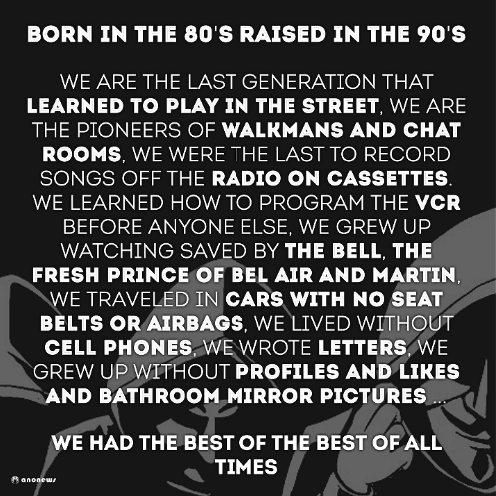 BORN IN THE 80'S RAISED IN THE 90'S
WE ARE THE LAST GENERATION THAT
LEARNED TO PLAY IN THE STREET, WE ARE
THE PIONEERS OF WALKMANS AND CHAT
ROOMS, WE WERE THE LAST TO RECORD
SONGS OFF THE RADIO ON CASSETTES.
WE LEARNED HOW TO PROGRAM THE VCR
BEFORE ANYONE ELSE, WE GREW UP
WATCHING SAVED BY THE BELL, THE
FRESH PRINCE OF BEL AIR AND MARTIN,
WE TRAVELED IN CARS WITH NO SEAT
BELTS OR AIRBAGS, WE LIVED WITHOUT
CELL PHONES, WE WROTE LETTERS, WE
GREW UP WITHOUT PROFILES AND LIKES
AND BATHROOM MIRROR PICTURES ...
WE HAD THE BEST OF THE BEST OF ALL
TIMES
anonews